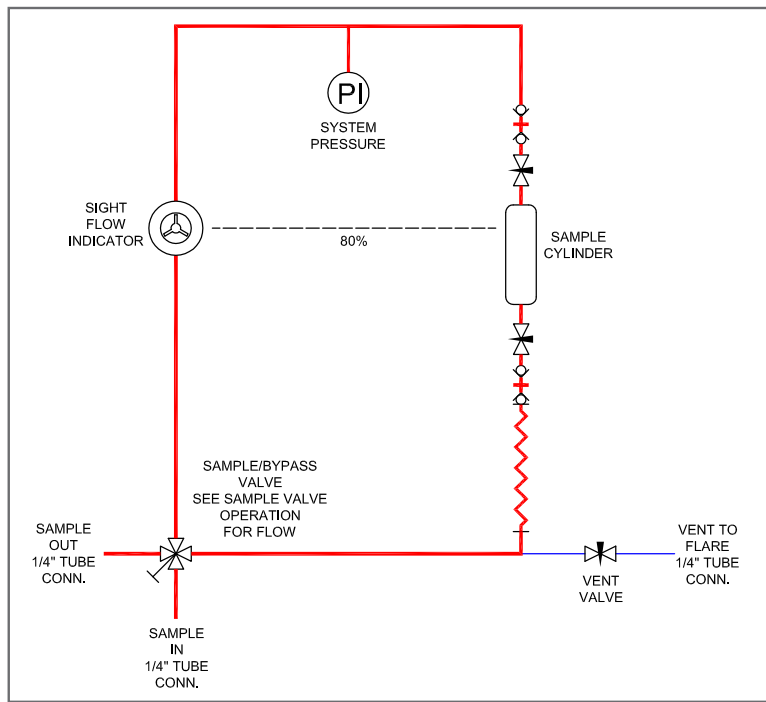 PI
SYSTEM
PRESSURE
SIGHT
FLOW
INDICATOR
80%
SAMPLE
CYLINDER
SAMPLE/BYPASS
VALVE
SEE SAMPLE VALVE
OPERATION
FOR FLOW
SAMPLE
OUT
1/4" TUBE
CONN.
VENT TO
FLARE
1/4" TUBE
CONN.
VENT
VALVE
SAMPLE
IN
1/4" TUBE
CONN.